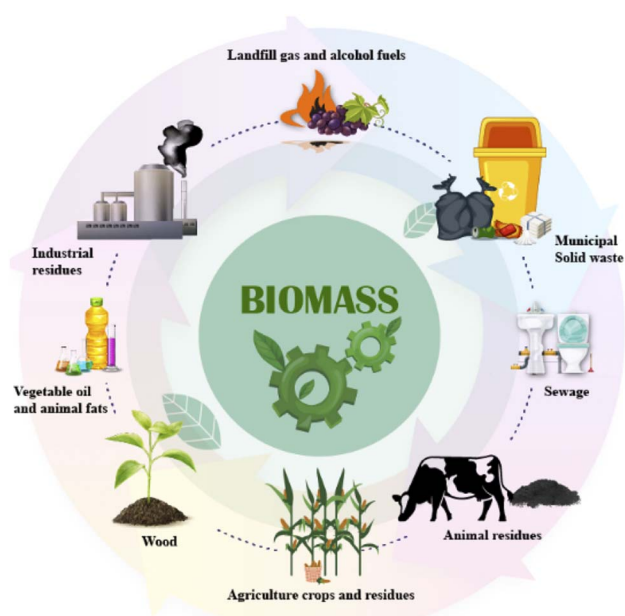 Landfill gas and alcohol fuels
Municipal
Solid waste
Sewage
Animal residues
Agriculture crops and residues
Wood
Vegetable oil
and animal fats
Industrial
residues
BIOMASS